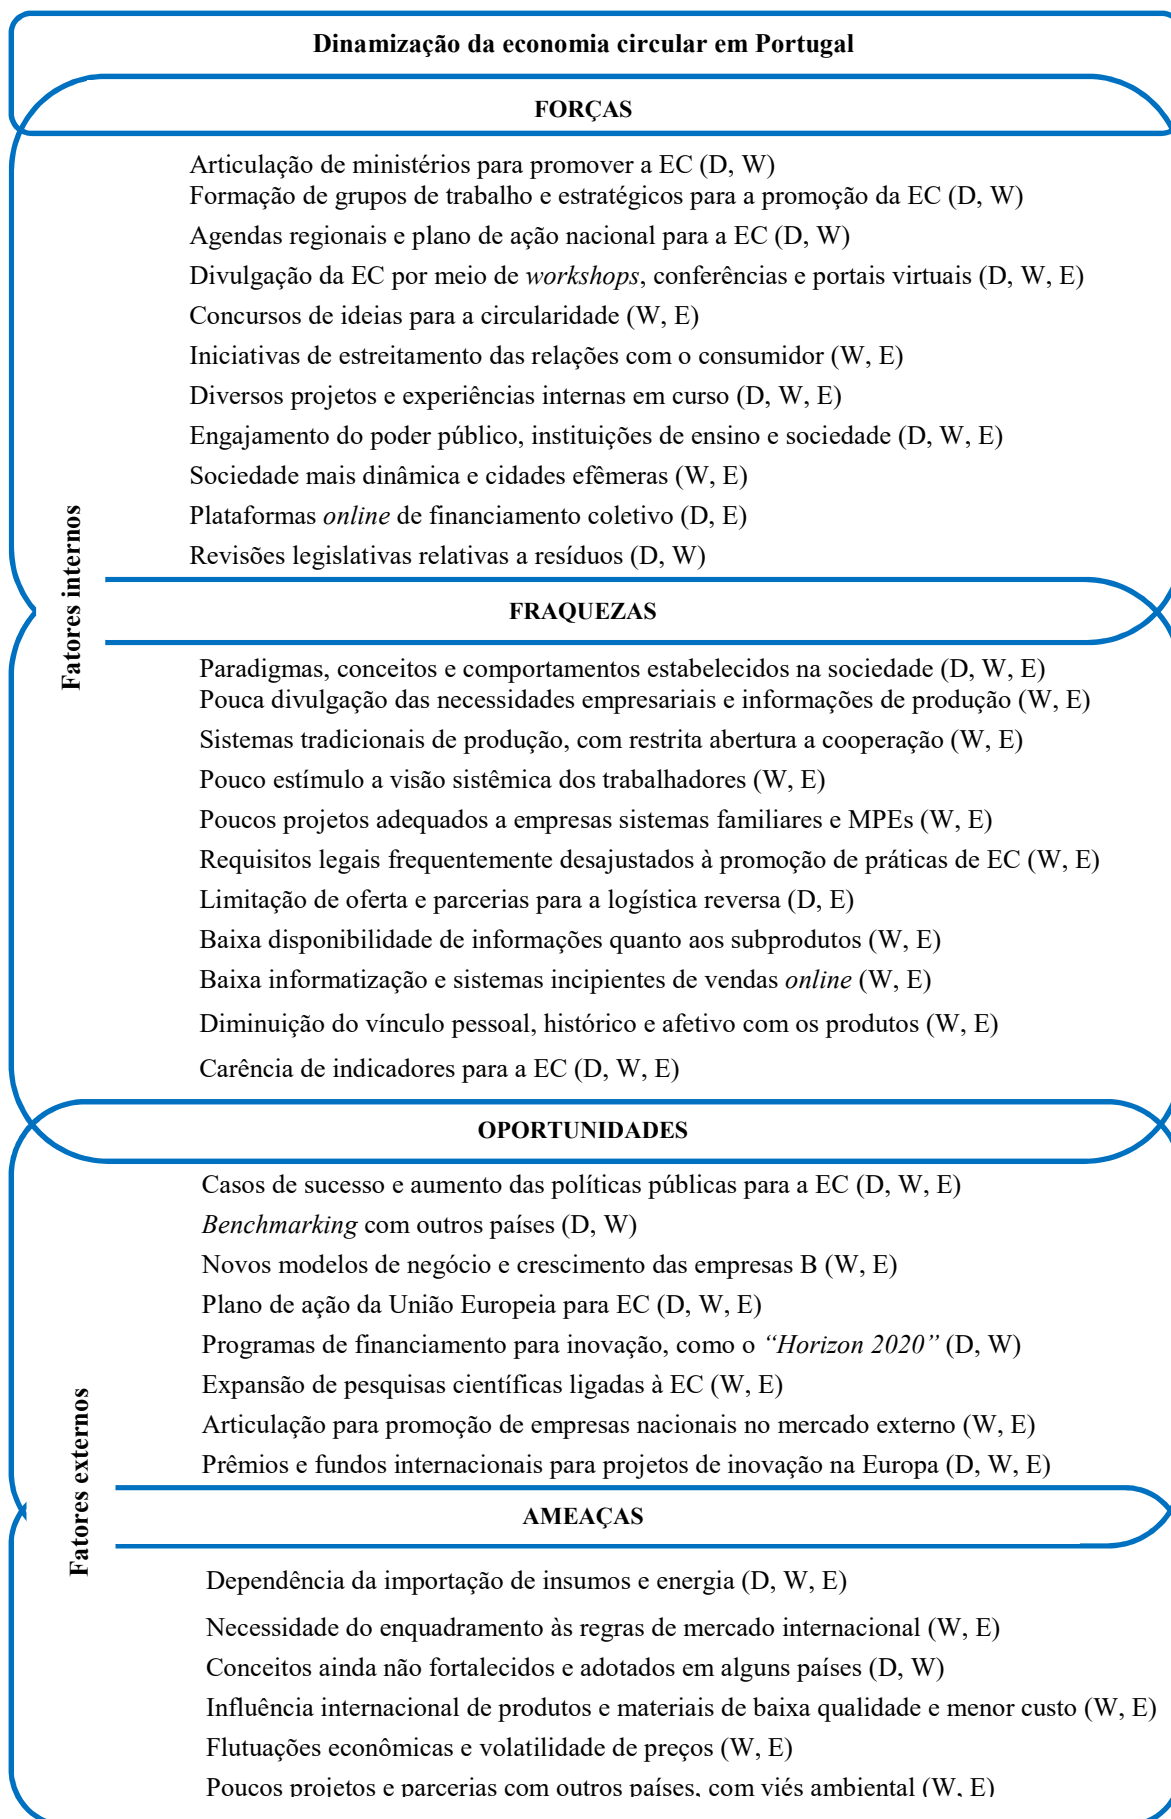 Dinamização da economia circular em Portugal
FORÇAS
Articulação de ministérios para promover a EC (D, W)
Formação de grupos de trabalho e estratégicos para a promoção da EC (D, W)
Agendas regionais e plano de ação nacional para a EC (D, W)
Divulgação da EC por meio de workshops, conferências e portais virtuais (D, W, E)
Concursos de ideias para a circularidade (W, E)
Iniciativas de estreitamento das relações com o consumidor (W, E)
Diversos projetos e experiências internas em curso (D, W, E)
Engajamento do poder público, instituições de ensino e sociedade (D, W, E)
Sociedade mais dinâmica e cidades efêmeras (W, E)
Plataformas online de financiamento coletivo (D, E)
Revisões legislativas relativas a resíduos (D, W)
Fatores internos
FRAQUEZAS
Paradigmas, conceitos e comportamentos estabelecidos na sociedade (D, W, E)
Pouca divulgação das necessidades empresariais e informações de produção (W, E)
Sistemas tradicionais de produção, com restrita abertura a cooperação (W, E)
Pouco estímulo a visão sistêmica dos trabalhadores (W, E)
Poucos projetos adequados a empresas sistemas familiares e MPEs (W, E)
Requisitos legais frequentemente desajustados à promoção de práticas de EC (W, E)
Limitação de oferta e parcerias para a logística reversa (D, E)
Baixa disponibilidade de informações quanto aos subprodutos (W, E)
Baixa informatização e sistemas incipientes de vendas online (W, E)
Diminuição do vínculo pessoal, histórico e afetivo com os produtos (W, E)
Carência de indicadores para a EC (D, W, E)
OPORTUNIDADES
Casos de sucesso e aumento das políticas públicas para a EC (D, W, E)
Benchmarking com outros países (D, W)
Novos modelos de negócio e crescimento das empresas B (W, E)
Plano de ação da União Europeia para EC (D, W, E)
Programas de financiamento para inovação, como o “Horizon 2020” (D, W)
Expansão de pesquisas científicas ligadas à EC (W, E)
Articulação para promoção de empresas nacionais no mercado externo (W, E)
Prêmios e fundos internacionais para projetos de inovação na Europa (D, W, E)
Fatores externos
AMEAÇAS
Dependência da importação de insumos e energia (D, W, E)
Necessidade do enquadramento às regras de mercado internacional (W, E)
Conceitos ainda não fortalecidos e adotados em alguns países (D, W)
Influência internacional de produtos e materiais de baixa qualidade e menor custo (W, E)
Flutuações econômicas e volatilidade de preços (W, E)
Poucos projetos e parcerias com outros países, com viés ambiental (W, E)